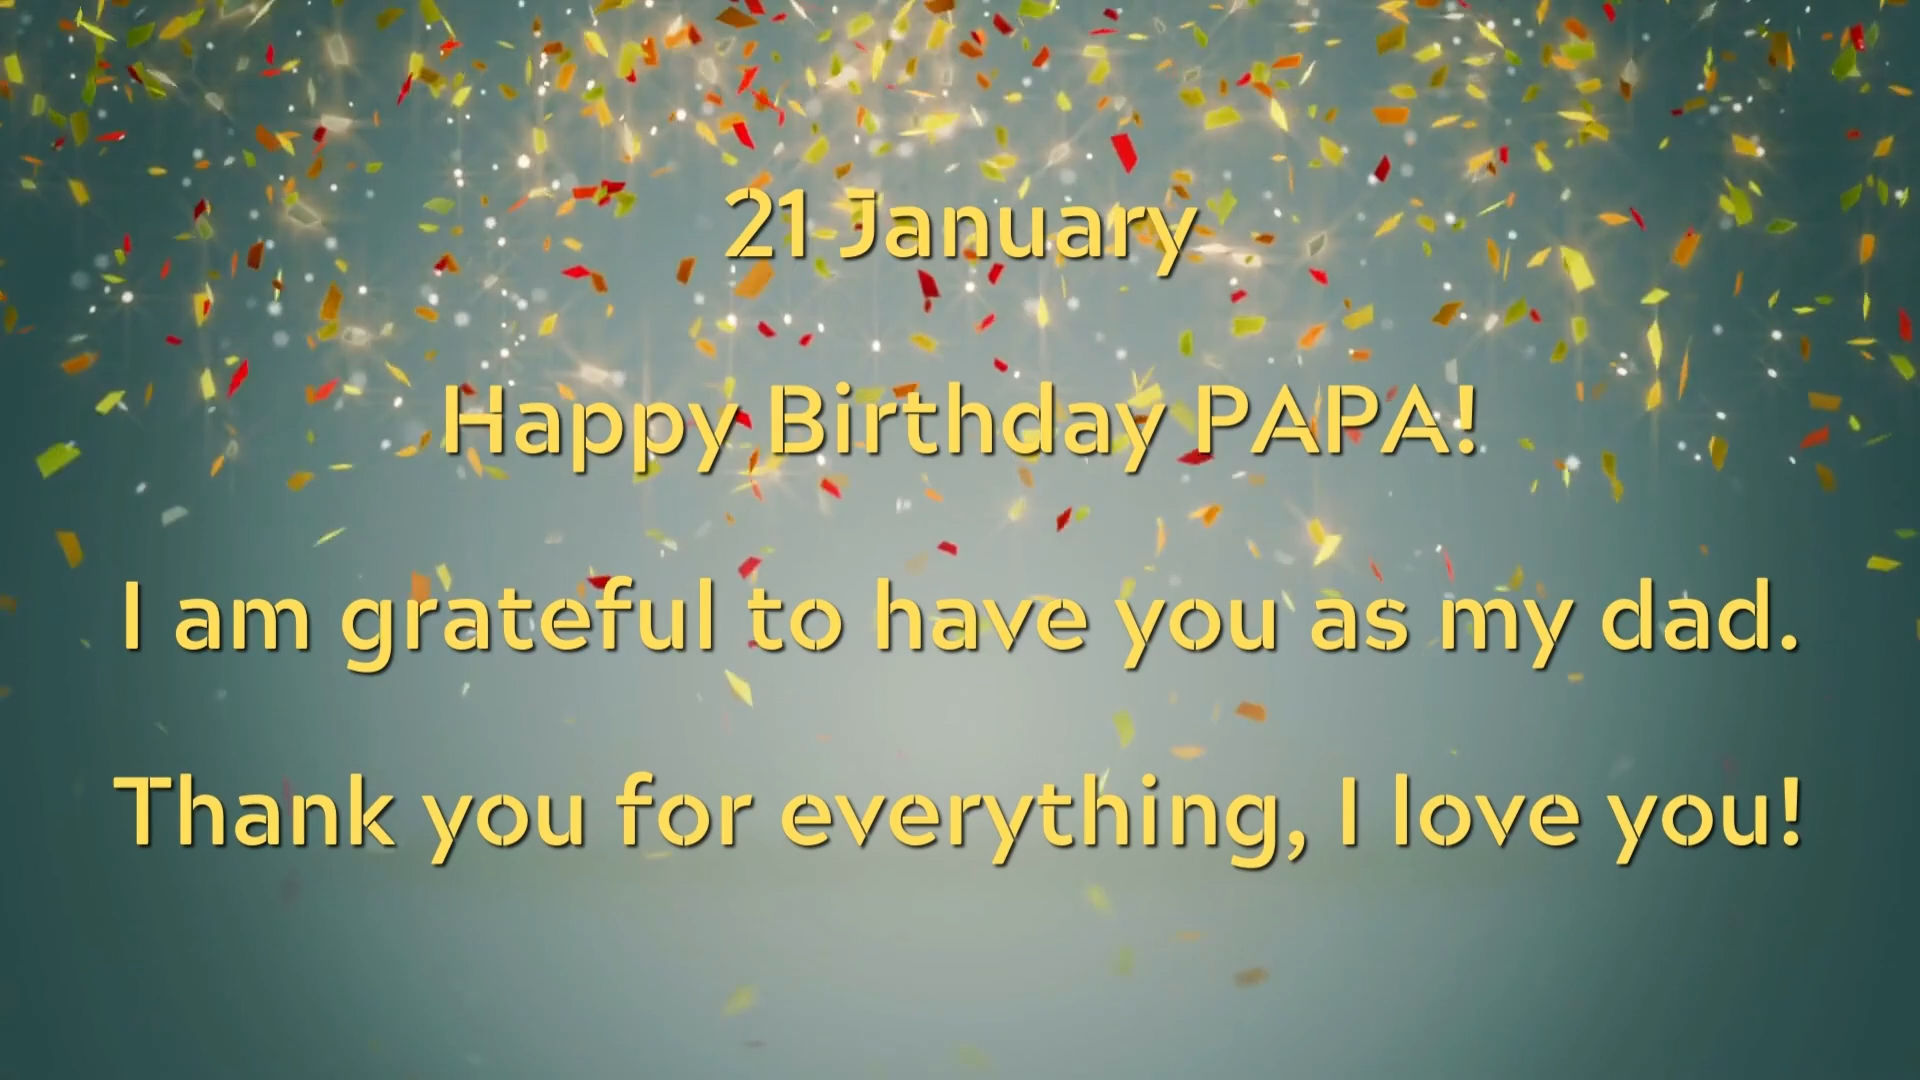 21 January
Happy Birthday PAPA!
I am grateful to have you as my dad.
Thank you for everything, I love you!